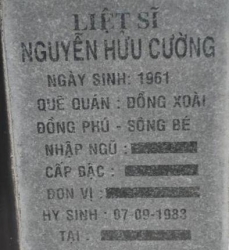 LIỆT SĨ
NGUYỄN HỮU CƯỜNG
NGÀY SINH: 1961
QUÊ QUÁN : ĐỒNG XOÀI
ĐỒNG PHÚ - SÔNG BÉ
NHẬP NGŨ :
CẤP BẬC :
ĐƠN VỊ :
HY SINH : 07-09-1983
TẠI :